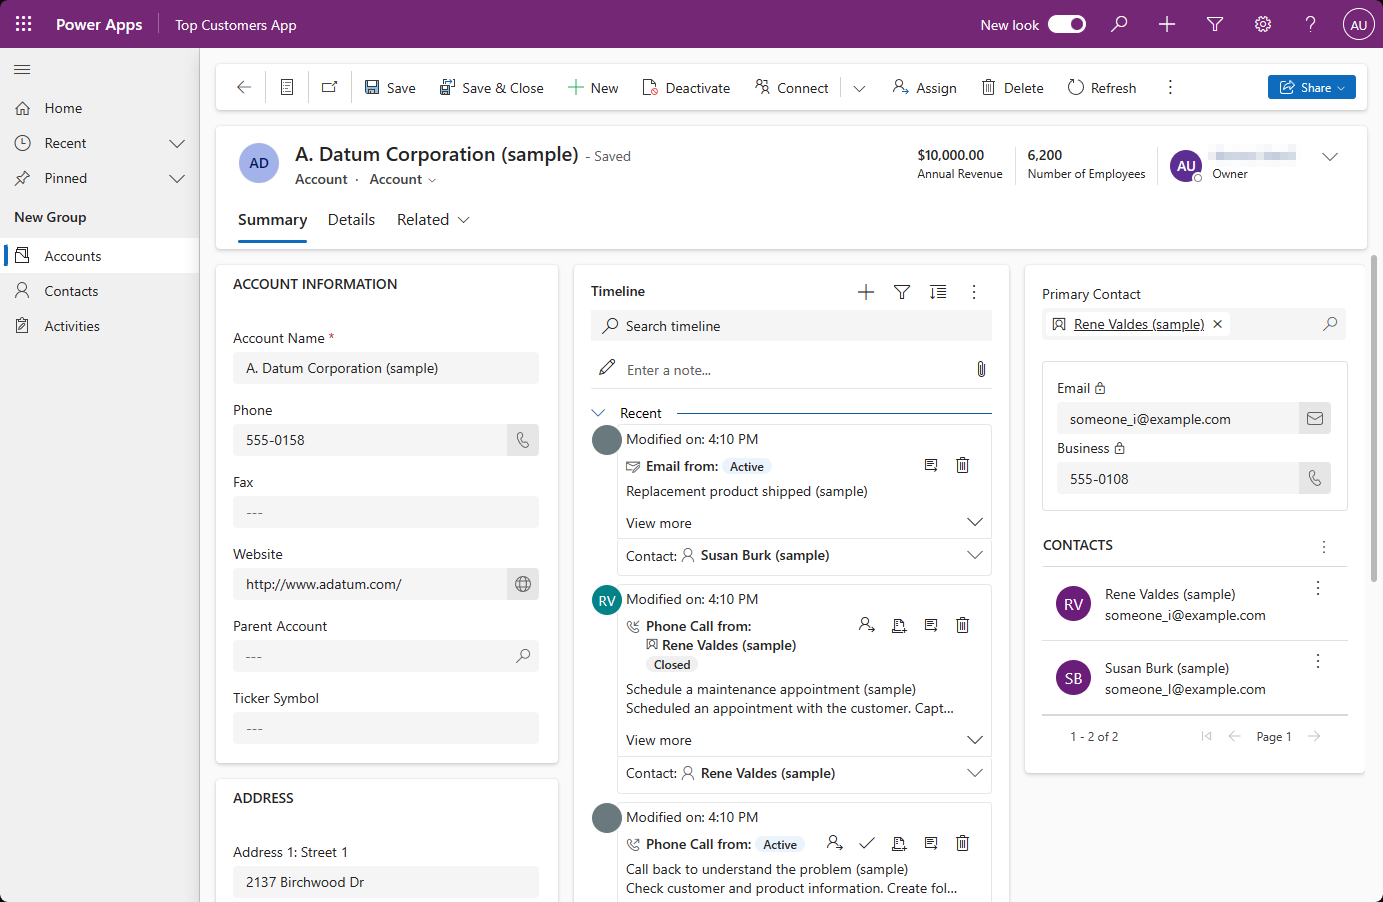 Power Apps
Top Customers App
New look
AU
Home
Recent
Pinned
New Group
Accounts
Contacts
Activities
Save
Save & Close
New
Deactivate
Connect
Assign
Delete
Refresh
Share
AD
A. Datum Corporation (sample) - Saved
Account · Account
$10,000.00
Annual Revenue
6,200
Number of Employees
AU
Owner
Summary
Details
Related
ACCOUNT INFORMATION
Account Name *
A. Datum Corporation (sample)
Phone
555-0158
Fax
---
Website
http://www.adatum.com/
Parent Account
---
Ticker Symbol
---
ADDRESS
Address 1: Street 1
2137 Birchwood Dr
Timeline
Search timeline
Enter a note...
Recent
Modified on: 4:10 PM
Email from: Active
Replacement product shipped (sample)
View more
Contact: Susan Burk (sample)
RV
Modified on: 4:10 PM
Phone Call from:
Rene Valdes (sample)
Closed
Schedule a maintenance appointment (sample)
Scheduled an appointment with the customer. Capt...
View more
Contact: Rene Valdes (sample)
Modified on: 4:10 PM
Phone Call from: Active
Call back to understand the problem (sample)
Check customer and product information. Create fol...
Primary Contact
Rene Valdes (sample)
Email
someone_i@example.com
Business
555-0108
CONTACTS
RV
Rene Valdes (sample)
someone_i@example.com
SB
Susan Burk (sample)
someone_l@example.com
1 - 2 of 2
Page 1